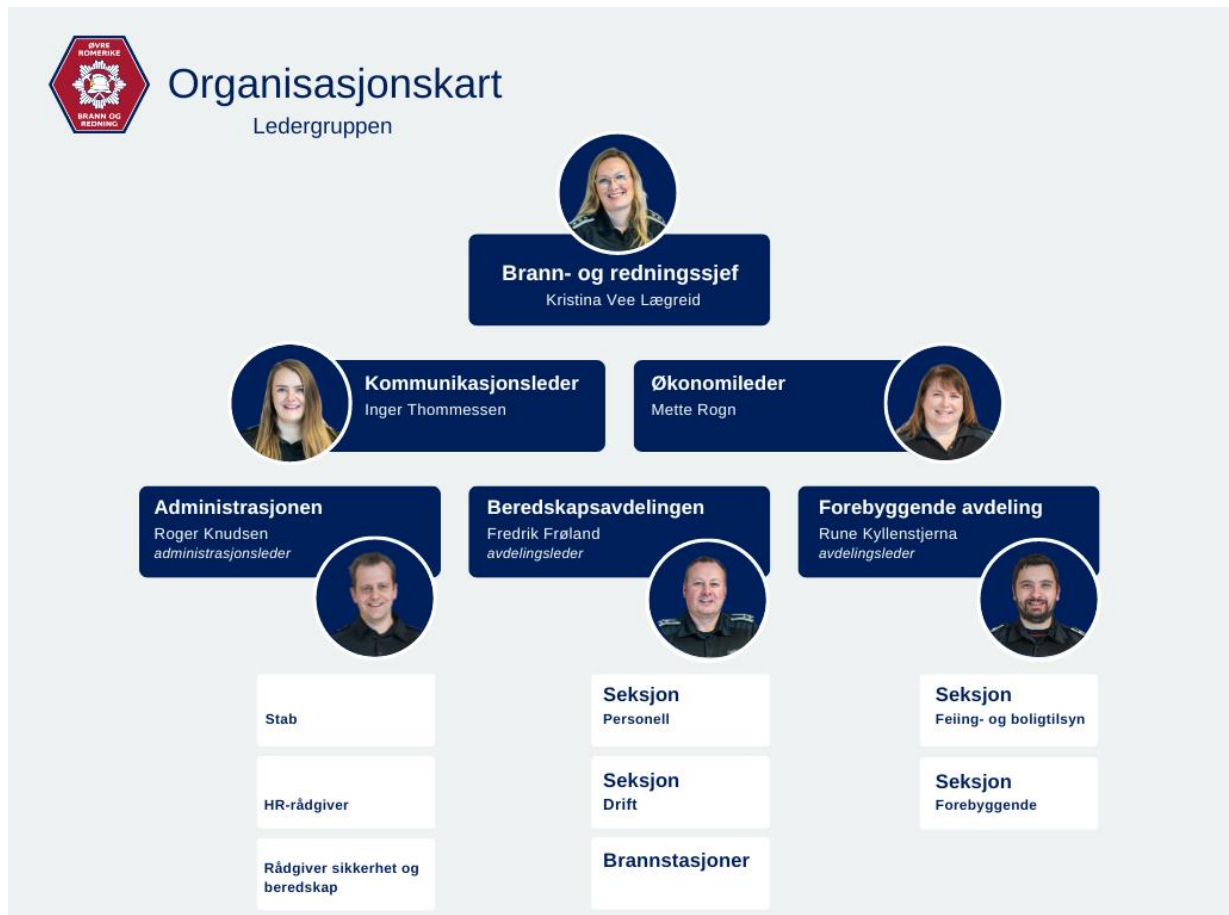 ØVRE
ROMERIKE
BRANN OG
REDNING
Organisasjonskart
Ledergruppen
Brann- og redningssjef
Kristina Vee Lægreid
Kommunikasjonsleder
Inger Thommessen
Økonomileder
Mette Rogn
Administrasjonen
Roger Knudsen
administrasjonsleder
Beredskapsavdelingen
Fredrik Frøland
avdelingsleder
Forebyggende avdeling
Rune Kyllenstjerna
avdelingsleder
Stab
HR-rådgiver
Rådgiver sikkerhet og
beredskap
Seksjon
Personell
Seksjon
Drift
Brannstasjoner
Seksjon
Feiing- og boligtilsyn
Seksjon
Forebyggende